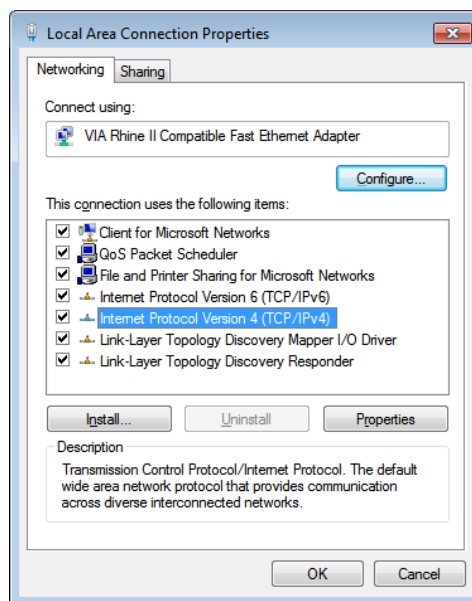 Local Area Connection Properties
Networking
Sharing
Connect using:
VIA Rhine II Compatible Fast Ethernet Adapter
Configure...
This connection uses the following items:
Client for Microsoft Networks
QoS Packet Scheduler
File and Printer Sharing for Microsoft Networks
Internet Protocol Version 6 (TCP/IPv6)
Internet Protocol Version 4 (TCP/IPv4)
Link-Layer Topology Discovery Mapper I/O Driver
Link-Layer Topology Discovery Responder
Install...
Uninstall
Properties
Description
Transmission Control Protocol/Internet Protocol. The default
wide area network protocol that provides communication
across diverse interconnected networks.
OK
Cancel